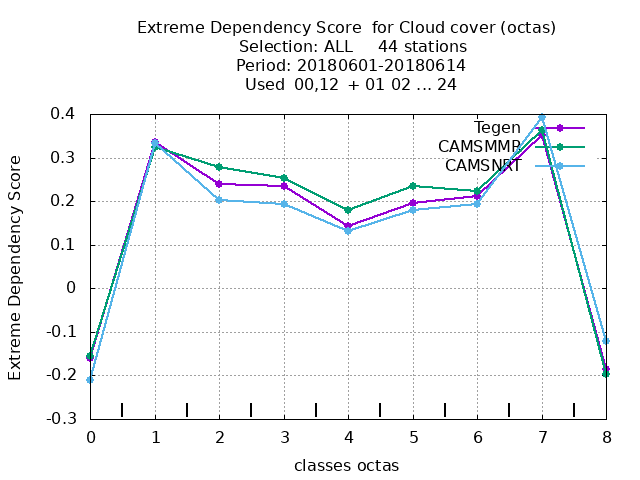 Extreme Dependency Score  for Cloud cover (octas)
Selection: ALL     44 stations
Period: 20180601-20180614
Used  00,12  + 01 02 ... 24
Tegen
CAMSMMR
CAMSNRT
Extreme Dependency Score
0.4
0.3
0.2
0.1
0
-0.1
-0.2
-0.3
0 1 2 3 4 5 6 7 8
classes octas